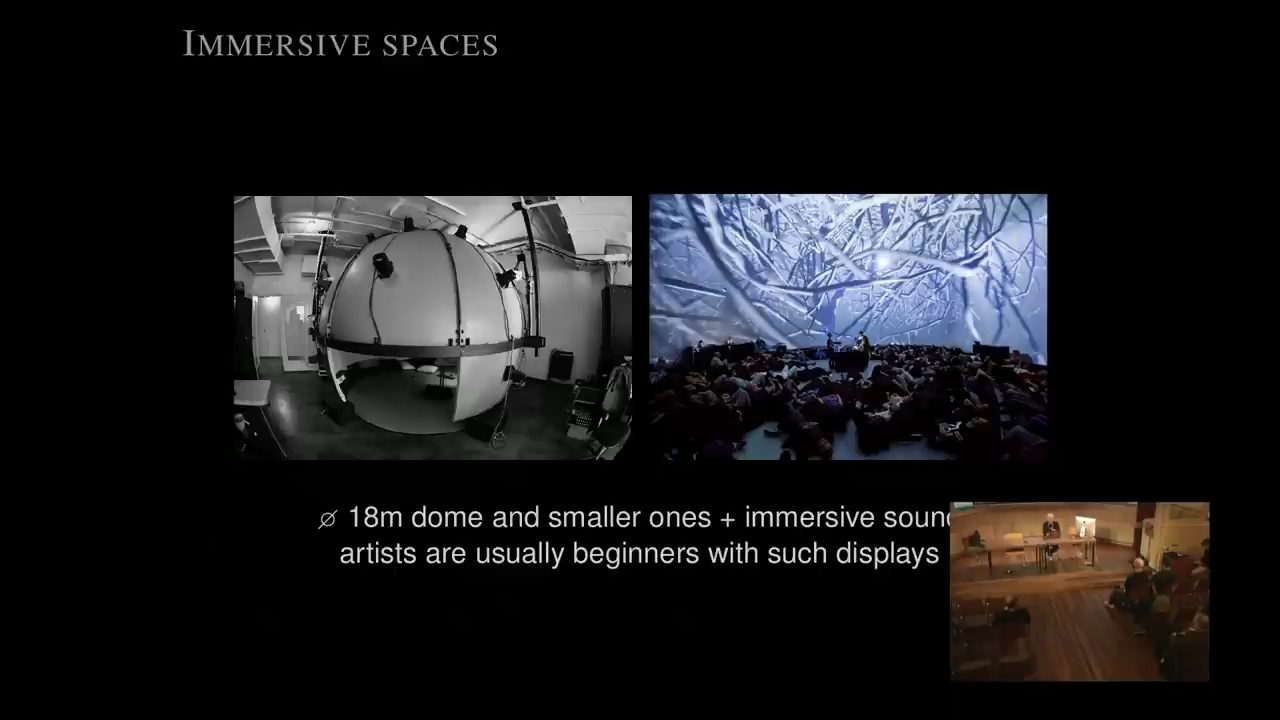 IMMERSIVE SPACES
⌀ 18m dome and smaller ones + immersive soun
artists are usually beginners with such displays